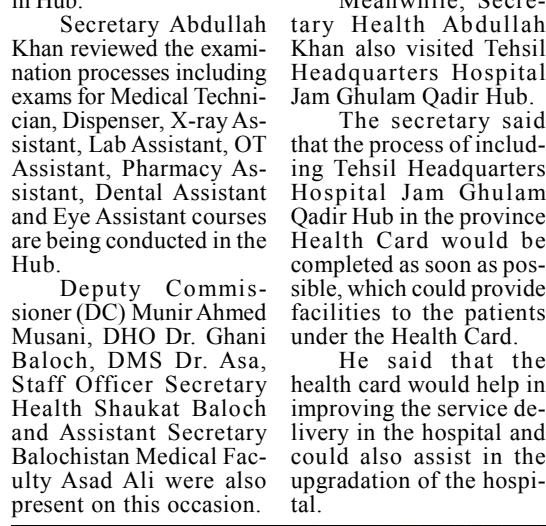 in Hub.
Secretary Abdullah
Khan reviewed the exami-
nation processes including
exams for Medical Techni-
cian, Dispenser, X-ray As-
sistant, Lab Assistant, OT
Assistant, Pharmacy As-
sistant, Dental Assistant
and Eye Assistant courses
are being conducted in the
Hub.
Deputy Commis-
sioner (DC) Munir Ahmed
Musani, DHO Dr. Ghani
Baloch, DMS Dr. Asa,
Staff Officer Secretary
Health Shaukat Baloch
and Assistant Secretary
Balochistan Medical Fac-
ulty Asad Ali were also
present on this occasion.
Meanwhile, Secre-
tary Health Abdullah
Khan also visited Tehsil
Headquarters Hospital
Jam Ghulam Qadir Hub.
The secretary said
that the process of includ-
ing Tehsil Headquarters
Hospital Jam Ghulam
Qadir Hub in the province
Health Card would be
completed as soon as pos-
sible, which could provide
facilities to the patients
under the Health Card.
He said that the
health card would help in
improving the service de-
livery in the hospital and
could also assist in the
upgradation of the hospi-
tal.